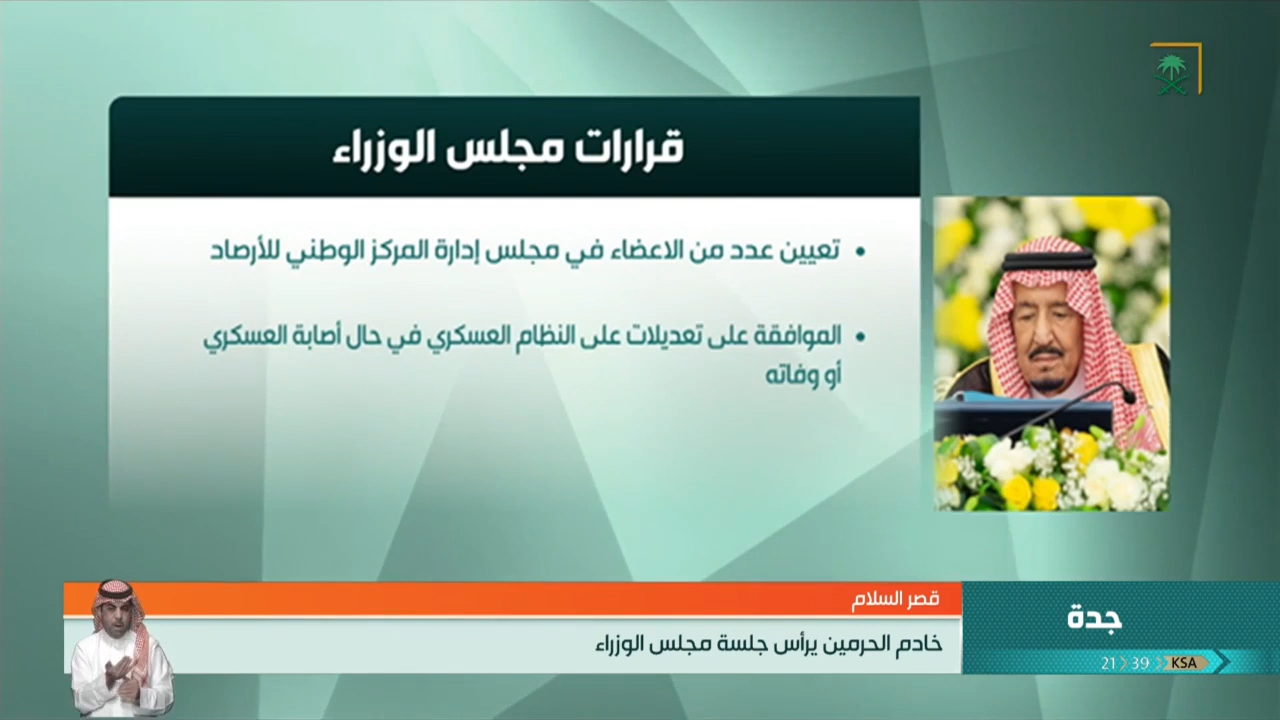 قرارات مجلس الوزراء
• تعيين عدد من الاعضاء في مجلس إدارة المركز الوطني للأرصاد
• الموافقة على تعديلات على النظام العسكري في حال أصابة العسكري
أو وفاته
قصر السلام
جدة
خادم الحرمين يرأس جلسة مجلس الوزراء
21 39 KSA